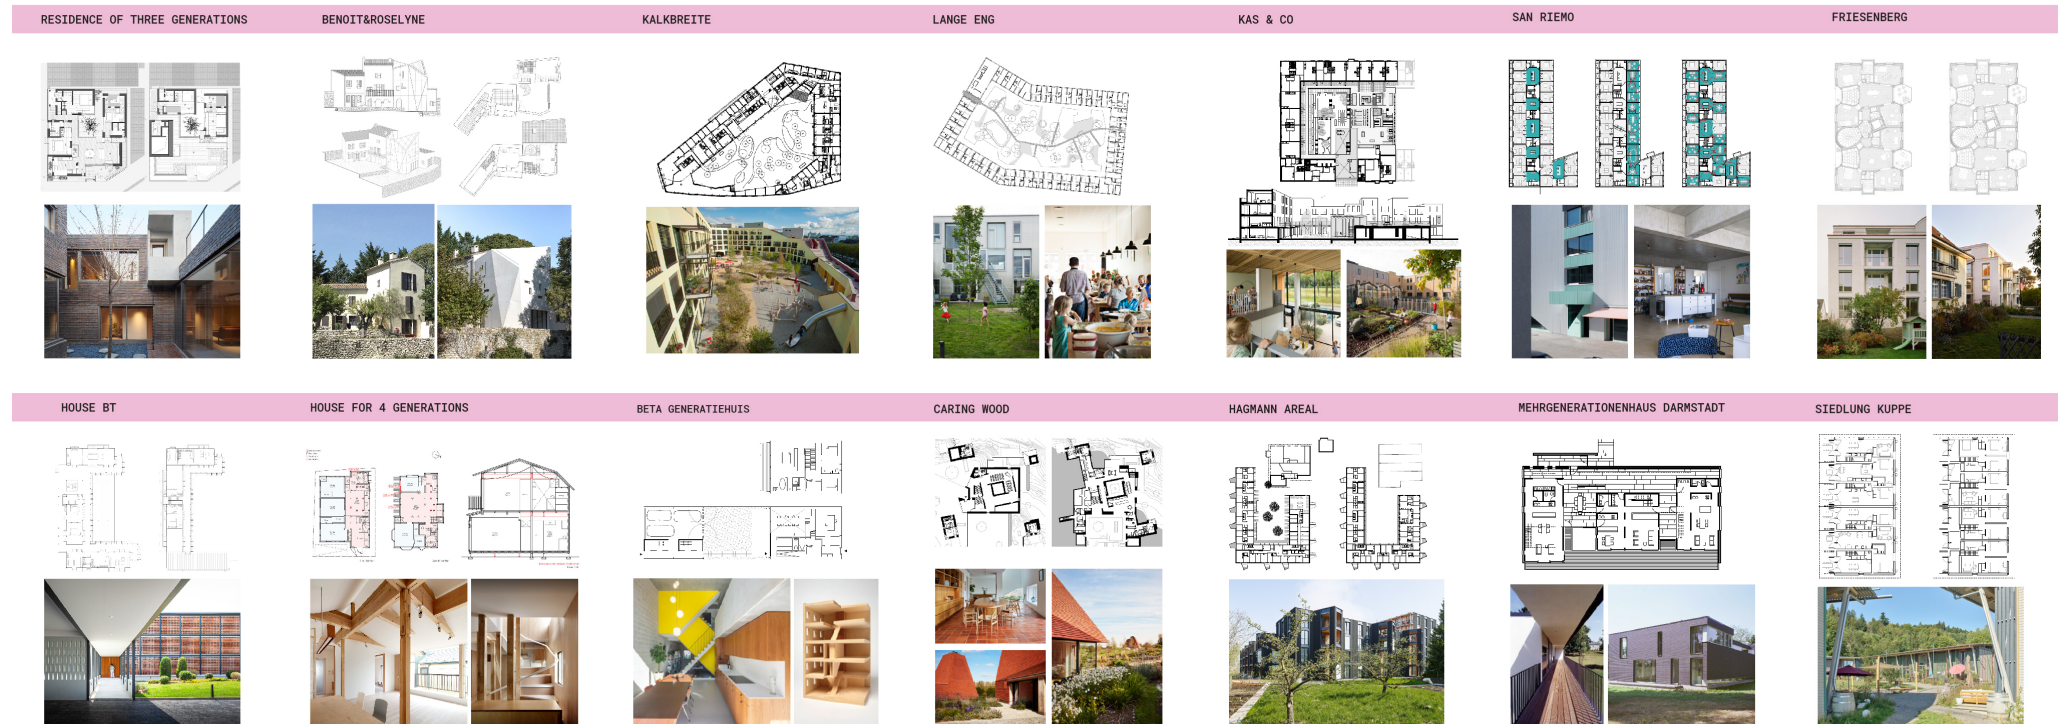 RESIDENCE OF THREE GENERATIONS
BENOIT&ROSELYNE
KALKBREITE
LANGE ENG
KAS & CO
SAN RIEMO
FRIESENBERG
HOUSE BT
HOUSE FOR 4 GENERATIONS
BETA GENERATIEHUIS
CARING WOOD
HAGMANN AREAL
MEHRGENERATIONENHAUS DARMSTADT
SIEDLUNG KUPPE